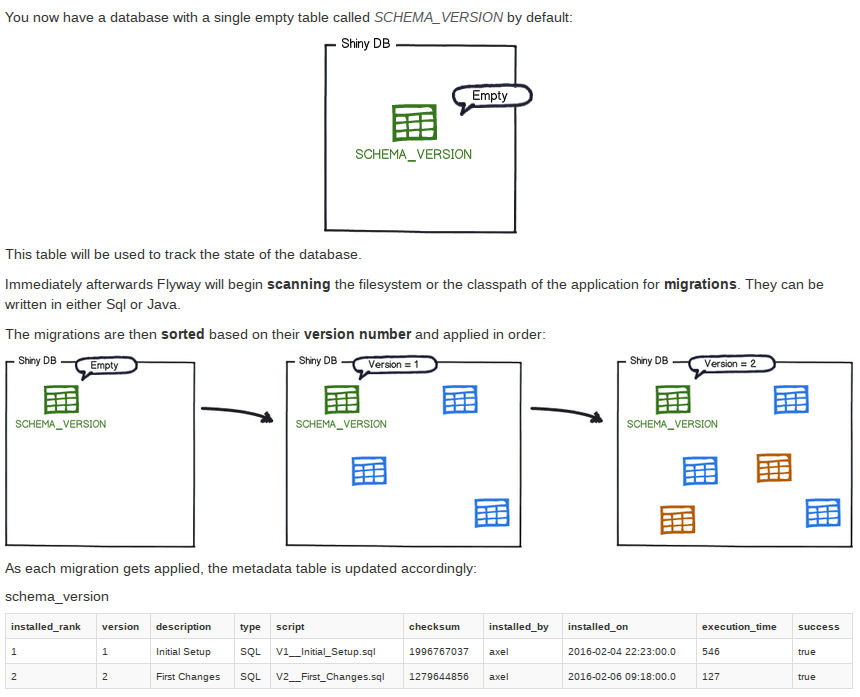 You now have a database with a single empty table called SCHEMA_VERSION by default:
Shiny DB
Empty
SCHEMA_VERSION
This table will be used to track the state of the database.
Immediately afterwards Flyway will begin scanning the filesystem or the classpath of the application for migrations. They can be
written in either Sql or Java.
The migrations are then sorted based on their version number and applied in order:
Shiny DB
Empty
SCHEMA_VERSION
Shiny DB
Version = 1
SCHEMA_VERSION
Shiny DB
Version = 2
SCHEMA_VERSION
As each migration gets applied, the metadata table is updated accordingly:
schema_version
installed_rank version description type script checksum installed_by installed_on execution_time success
1 1 Initial Setup SQL V1__Initial_Setup.sql 1996767037 axel 2016-02-04 22:23:00.0 546 true
2 2 First Changes SQL V2__First_Changes.sql 1279644856 axel 2016-02-06 09:18:00.0 127 true